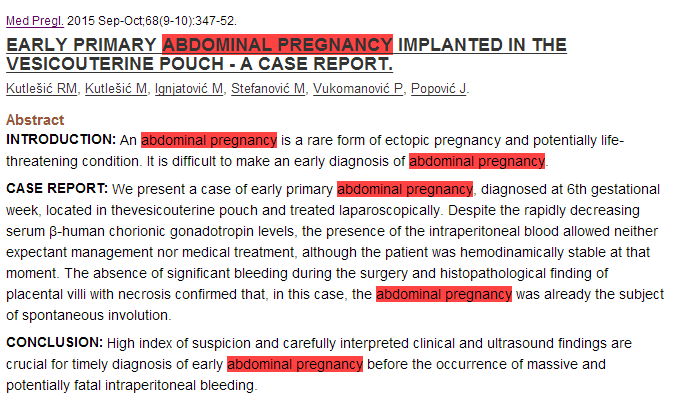 Med Pregl. 2015 Sep-Oct;68(9-10):347-52.
EARLY PRIMARY ABDOMINAL PREGNANCY IMPLANTED IN THE
VESICOUTERINE POUCH - A CASE REPORT.
Kutlešić RM, Kutlešić M, Ignjatović M, Stefanović M, Vukomanović P, Popović J.
Abstract
INTRODUCTION: An abdominal pregnancy is a rare form of ectopic pregnancy and potentially life-
threatening condition. It is difficult to make an early diagnosis of abdominal pregnancy.
CASE REPORT: We present a case of early primary abdominal pregnancy, diagnosed at 6th gestational
week, located in thevesicouterine pouch and treated laparoscopically. Despite the rapidly decreasing
serum β-human chorionic gonadotropin levels, the presence of the intraperitoneal blood allowed neither
expectant management nor medical treatment, although the patient was hemodinamically stable at that
moment. The absence of significant bleeding during the surgery and histopathological finding of
placental villi with necrosis confirmed that, in this case, the abdominal pregnancy was already the subject
of spontaneous involution.
CONCLUSION: High index of suspicion and carefully interpreted clinical and ultrasound findings are
crucial for timely diagnosis of early abdominal pregnancy before the occurrence of massive and
potentially fatal intraperitoneal bleeding.